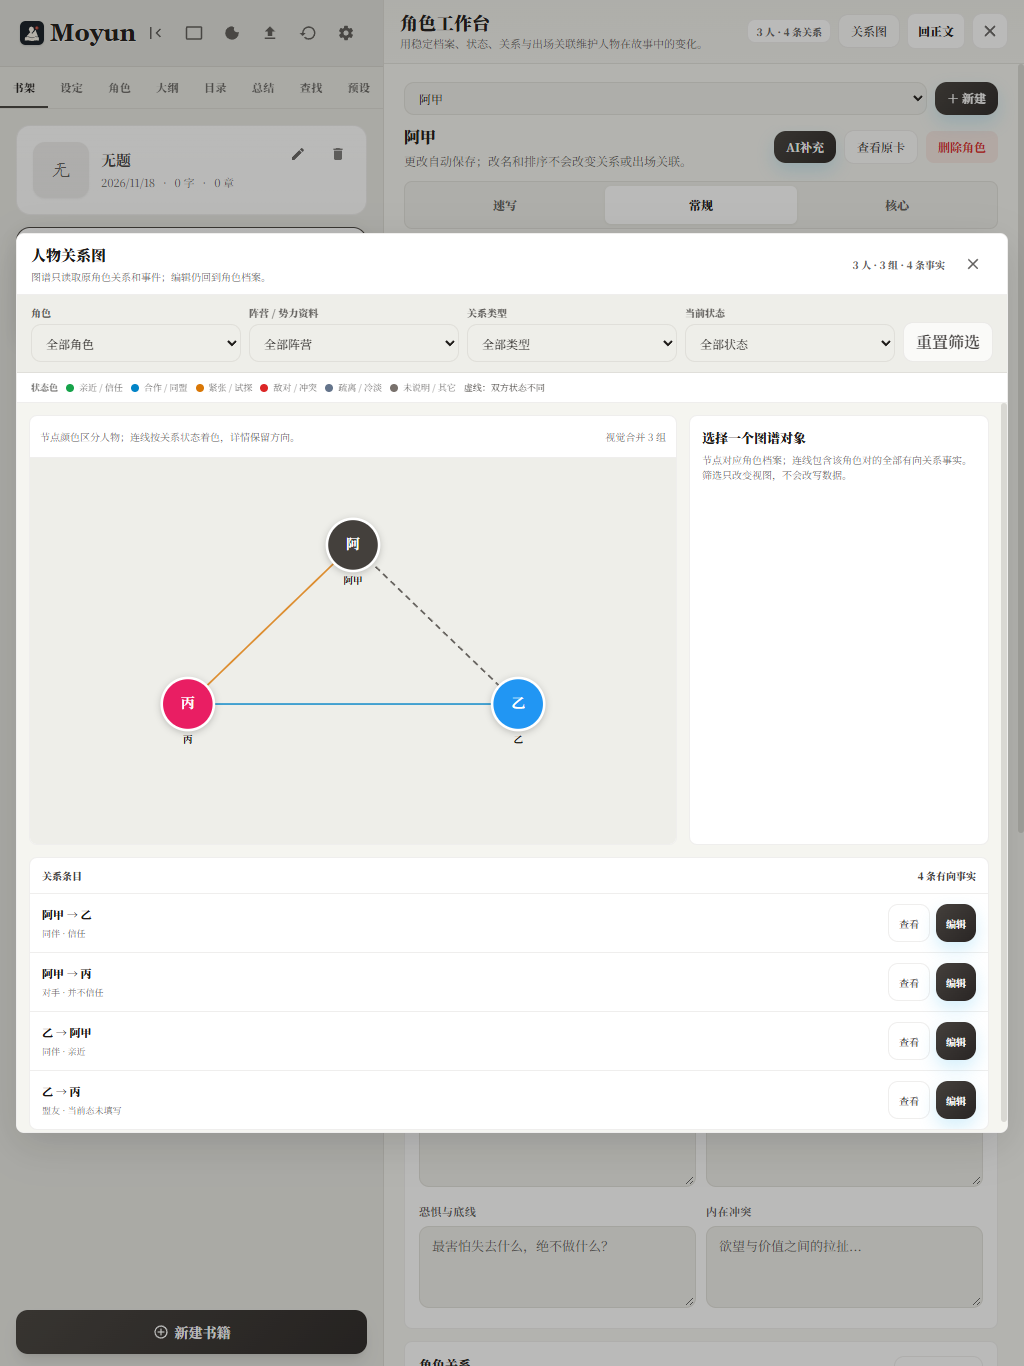 Moyun
书架 设定 角色 大纲 目录 总结 查找 预设
无
无题
2026/11/18 · 0 字 · 0 章
新建书籍
角色工作台
用稳定档案、状态、关系与出场关联维护人物在故事中的变化。
3 人 · 4 条关系
关系图
回正文
阿甲
+ 新建
阿甲
更改自动保存；改名和排序不会改变关系或出场关联。
AI补充
查看原卡
删除角色
速写 常规 核心
人物关系图
图谱只读取原角色关系和事件；编辑仍回到角色档案。
3 人 · 3 组 · 4 条事实
角色 阵营 / 势力资料 关系类型 当前状态
全部角色 全部阵营 全部类型 全部状态 重置筛选
状态色 亲近 / 信任 合作 / 同盟 紧张 / 试探 敌对 / 冲突 疏离 / 冷淡 未说明 / 其它 虚线：双方状态不同
节点颜色区分人物；连线按关系状态着色，详情保留方向。
视觉合并 3 组
阿
阿甲
丙
丙
乙
乙
选择一个图谱对象
节点对应角色档案；连线包含该角色对的全部有向关系事实。
筛选只改变视图，不会改写数据。
关系条目
4 条有向事实
阿甲 → 乙
同伴 · 信任
查看 编辑
阿甲 → 丙
对手 · 并不信任
查看 编辑
乙 → 阿甲
同伴 · 亲近
查看 编辑
乙 → 丙
盟友 · 当前态未填写
查看 编辑
恐惧与底线
最害怕失去什么，绝不做什么？
内在冲突
欲望与价值之间的拉扯...
角色关系